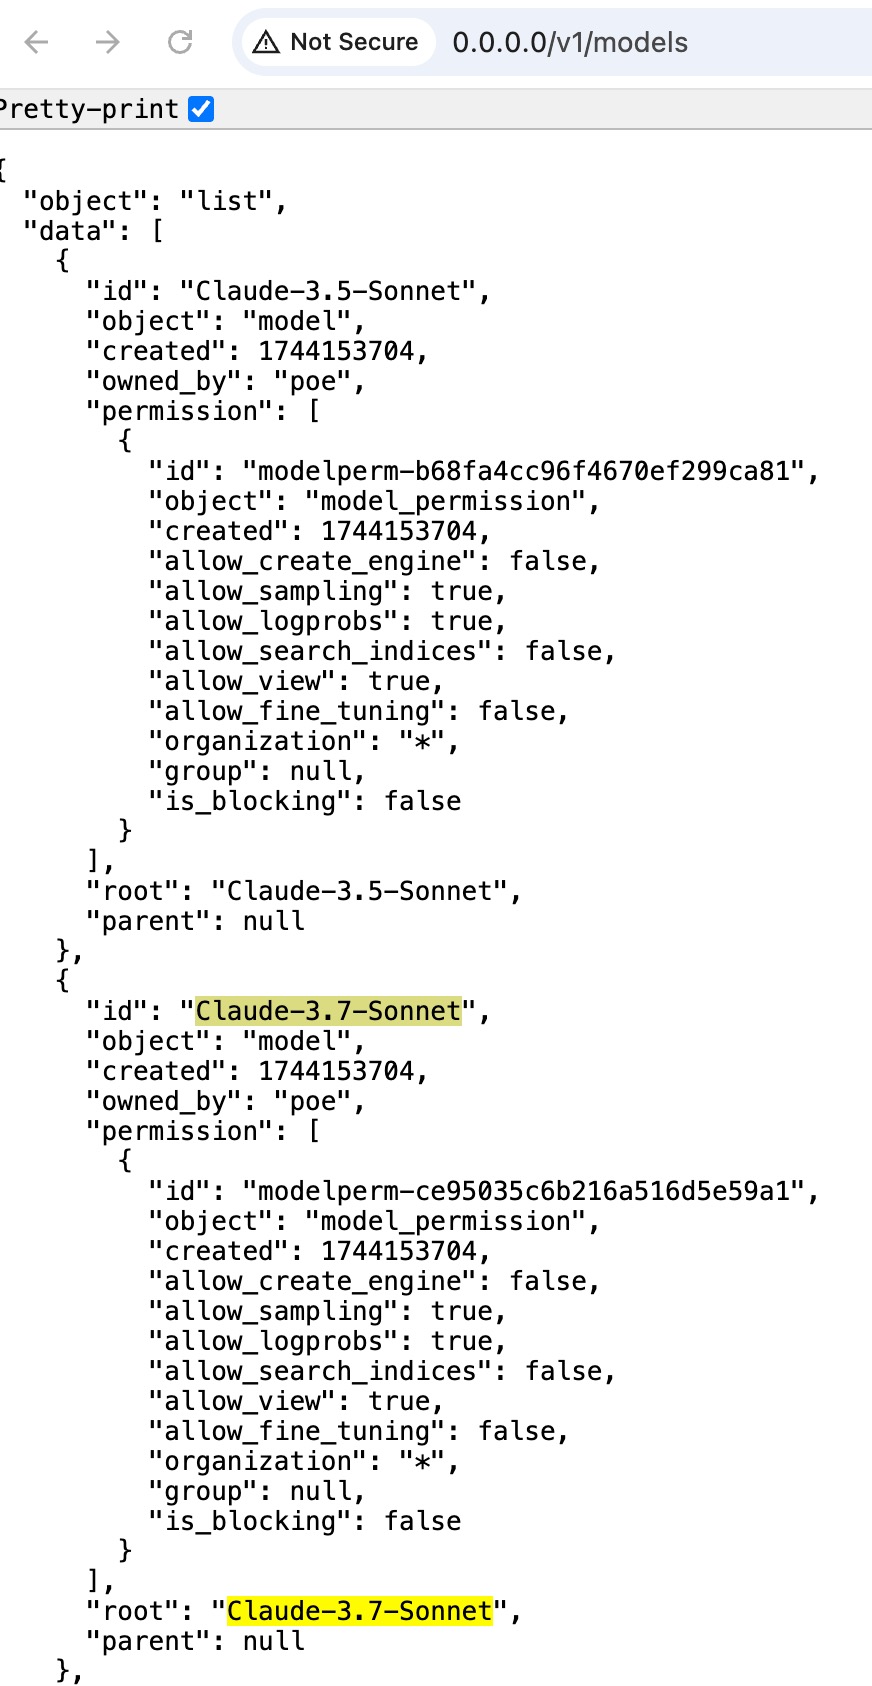 Not Secure 0.0.0.0/v1/models
Pretty-print
{
  "object": "list",
  "data": [
    {
      "id": "Claude-3.5-Sonnet",
      "object": "model",
      "created": 1744153704,
      "owned_by": "poe",
      "permission": [
        {
          "id": "modelperm-b68fa4cc96f4670ef299ca81",
          "object": "model_permission",
          "created": 1744153704,
          "allow_create_engine": false,
          "allow_sampling": true,
          "allow_logprobs": true,
          "allow_search_indices": false,
          "allow_view": true,
          "allow_fine_tuning": false,
          "organization": "*",
          "group": null,
          "is_blocking": false
        }
      ],
      "root": "Claude-3.5-Sonnet",
      "parent": null
    },
    {
      "id": "Claude-3.7-Sonnet",
      "object": "model",
      "created": 1744153704,
      "owned_by": "poe",
      "permission": [
        {
          "id": "modelperm-ce95035c6b216a516d5e59a1",
          "object": "model_permission",
          "created": 1744153704,
          "allow_create_engine": false,
          "allow_sampling": true,
          "allow_logprobs": true,
          "allow_search_indices": false,
          "allow_view": true,
          "allow_fine_tuning": false,
          "organization": "*",
          "group": null,
          "is_blocking": false
        }
      ],
      "root": "Claude-3.7-Sonnet",
      "parent": null
    },